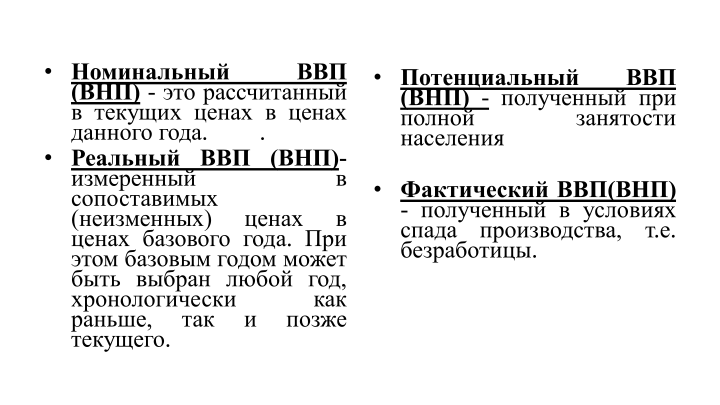 • Номинальный ВВП
(ВНП) - это рассчитанный
в текущих ценах в ценах
данного года. .
• Реальный ВВП (ВНП)-
измеренный в
сопоставимых
(неизменных) ценах в
ценах базового года. При
этом базовым годом может
быть выбран любой год,
хронологически как
раньше, так и позже
текущего.
• Потенциальный ВВП
(ВНП) - полученный при
полной занятости
населения
• Фактический ВВП(ВНП)
- полученный в условиях
спада производства, т.е.
безработицы.